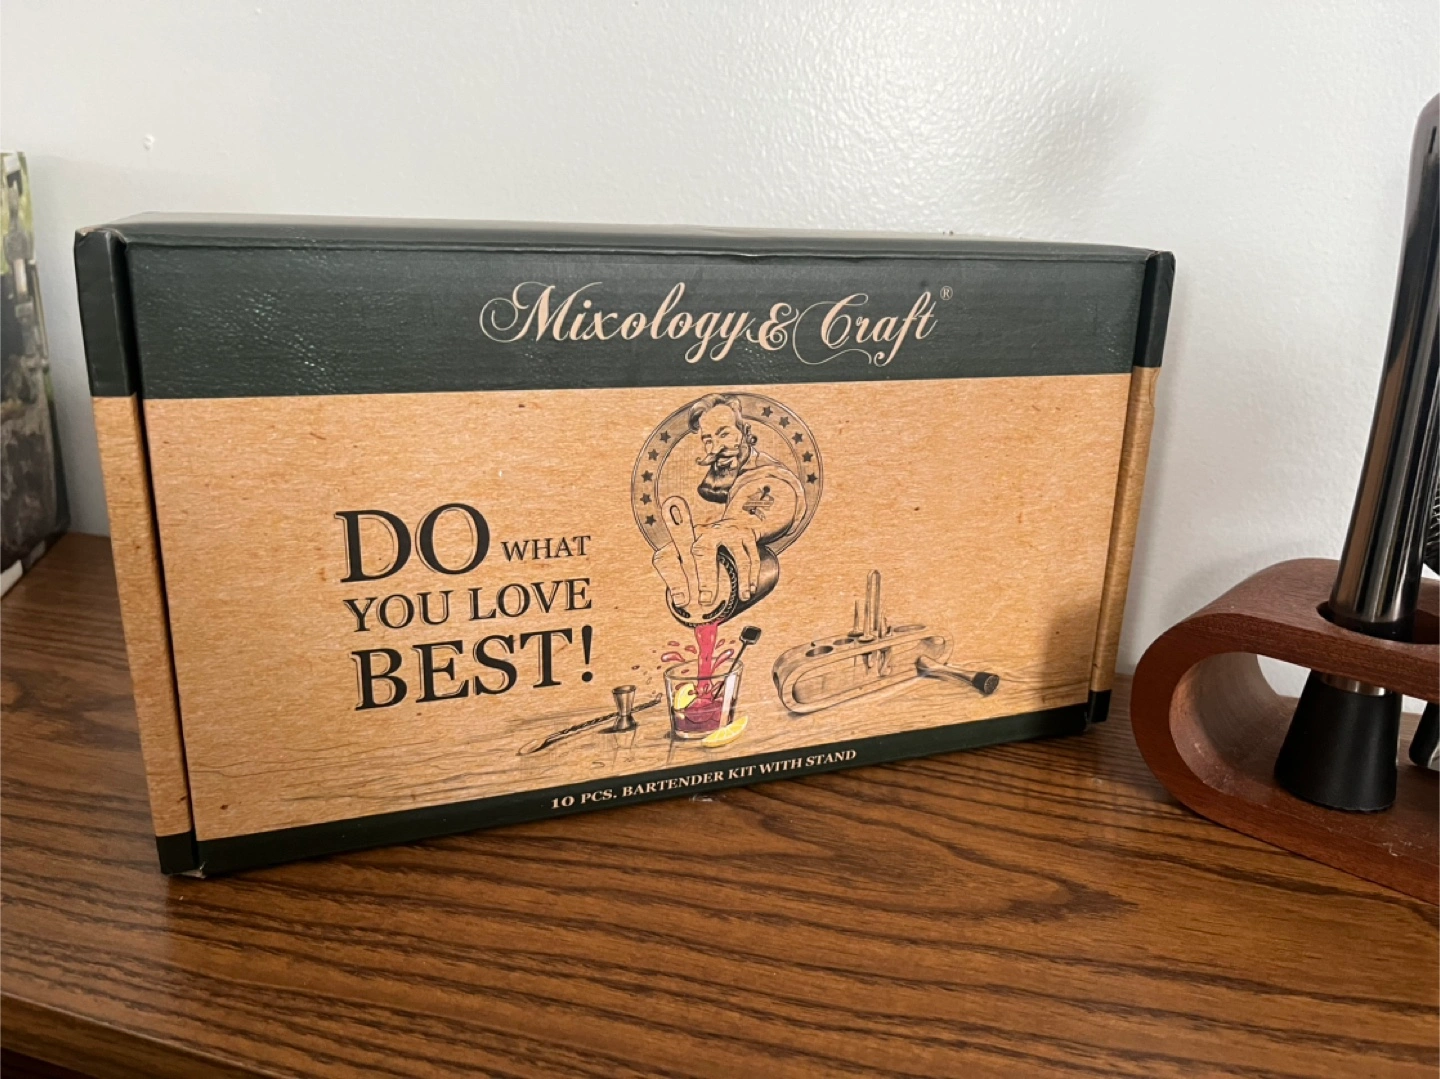 Mixology & Craft®
DO WHAT
YOU LOVE
BEST!
10 PCS. BARTENDER KIT WITH STAND